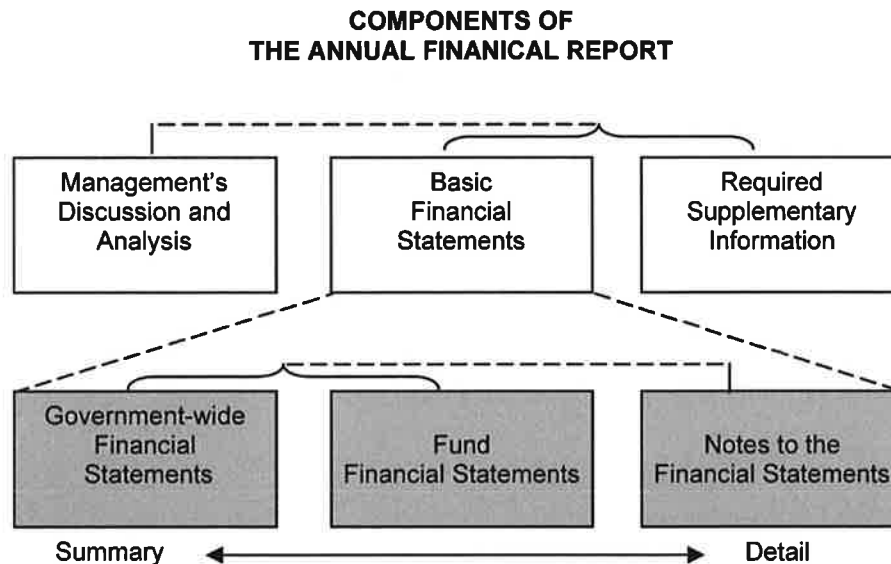 COMPONENTS OF
THE ANNUAL FINANICAL REPORT
Management's
Discussion and
Analysis
Basic
Financial
Statements
Required
Supplementary
Information
Government-wide
Financial
Statements
Fund
Financial Statements
Notes to the
Financial Statements
Summary
Detail